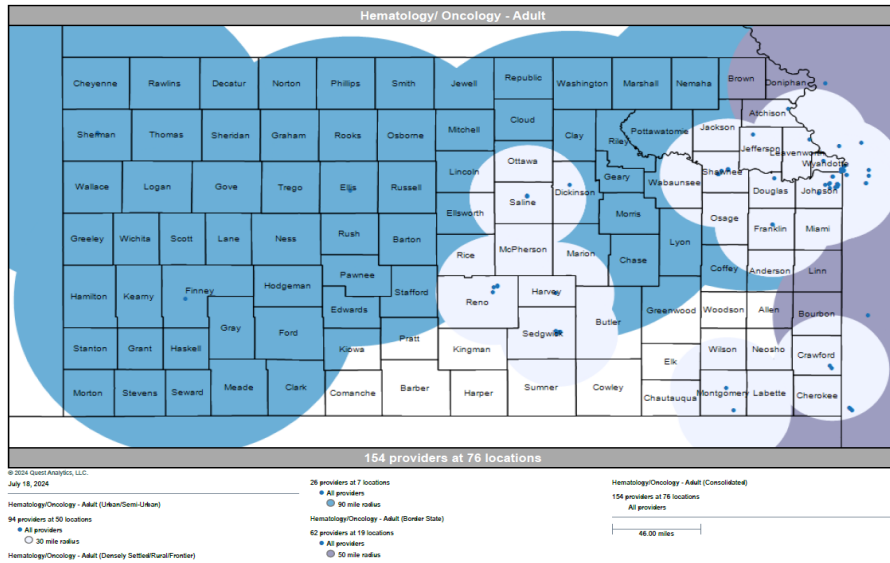 Hematology/ Oncology - Adult
Cheyenne Rawlins Decatur Norton Phillips Smith Jewell Republic Washington Marshall Nemaha Brown Doniphan
Atchison
Sherman Thomas Sheridan Graham Rooks Osborne Mitchell Cloud Clay Riley Pottawatomie Jackson Jefferson Leavenworth
Wyandotte
Ottawa
Wallace Logan Gove Trego Ellis Russell Lincoln Saline Dickinson Geary Wabaunsee Shawnee Douglas Johnson
Ellsworth Morris Osage Franklin Miami
Greeley Wichita Scott Lane Ness Rush Barton Rice McPherson Marion Chase Lyon Coffey Anderson Linn
Pawnee
Hamilton Kearny Finney Hodgeman Edwards Stafford Reno Harvey Butler Greenwood Woodson Allen Bourbon
Gray Ford Sedgwick
Stanton Grant Haskell Kiowa Pratt Kingman Elk Wilson Neosho Crawford
Morton Stevens Seward Meade Clark Comanche Barber Harper Sumner Cowley Chautauqua Montgomery Labette Cherokee
154 providers at 76 locations
© 2024 Quest Analytics, LLC.
July 18, 2024
Hematology/Oncology - Adult (Urban/Semi-Urban)
94 providers at 50 locations
All providers
30 mile radius
Hematology/Oncology - Adult (Densely Settled/Rural/Frontier)
26 providers at 7 locations
All providers
90 mile radius
Hematology/Oncology - Adult (Border State)
62 providers at 19 locations
All providers
50 mile radius
Hematology/Oncology - Adult (Consolidated)
154 providers at 76 locations
All providers
46.00 miles